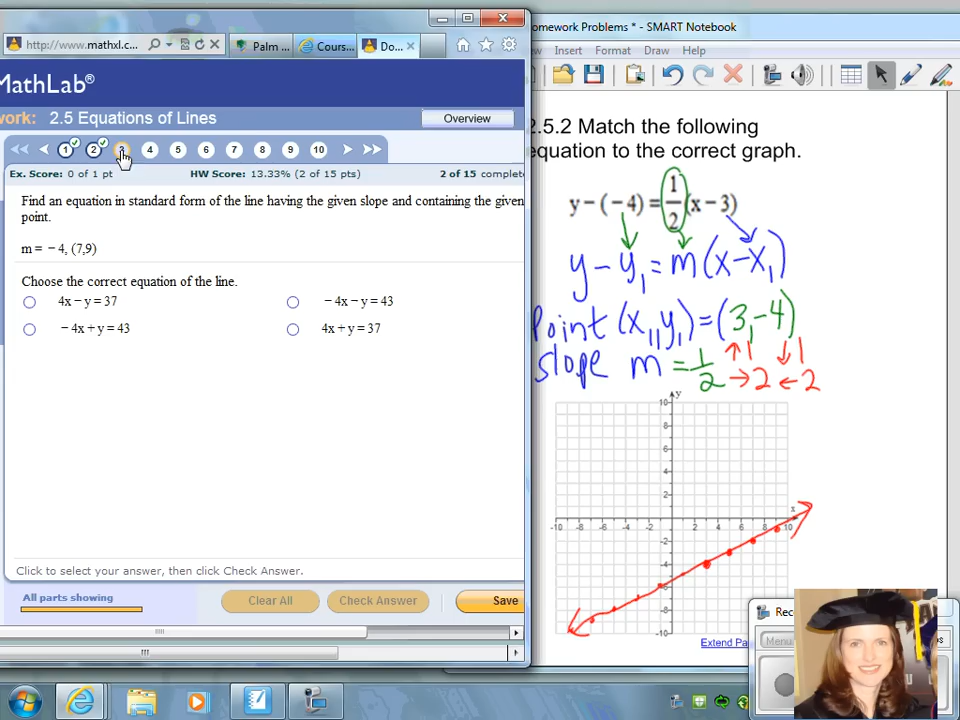 omework Problems * - SMART Notebook
http://www.mathxl.c...
Palm ...
Cours...
Do...
ew Insert Format Draw Help
MathLab®
work: 2.5 Equations of Lines
Overview
1 2 3 4 5 6 7 8 9 10
Ex. Score: 0 of 1 pt
HW Score: 13.33% (2 of 15 pts)
2 of 15 complete
Find an equation in standard form of the line having the given slope and containing the given
point.
m = − 4, (7,9)
Choose the correct equation of the line.
4x − y = 37
− 4x − y = 43
− 4x + y = 43
4x + y = 37
Click to select your answer, then click Check Answer.
All parts showing
Clear All
Check Answer
Save
2.5.2 Match the following
equation to the correct graph.
y − (−4) = 1/2 (x − 3)
y − y₁ = m(x − x₁)
Point (x₁, y₁) = (3, −4)
slope m = 1/2 ↑1 →2 ↓1 ←2
y
10
8
6
4
2
x
-10 -8 -6 -4 -2 2 4 6 8 10
-2
-4
-6
-8
-10
Extend Pa
Rec
Menu